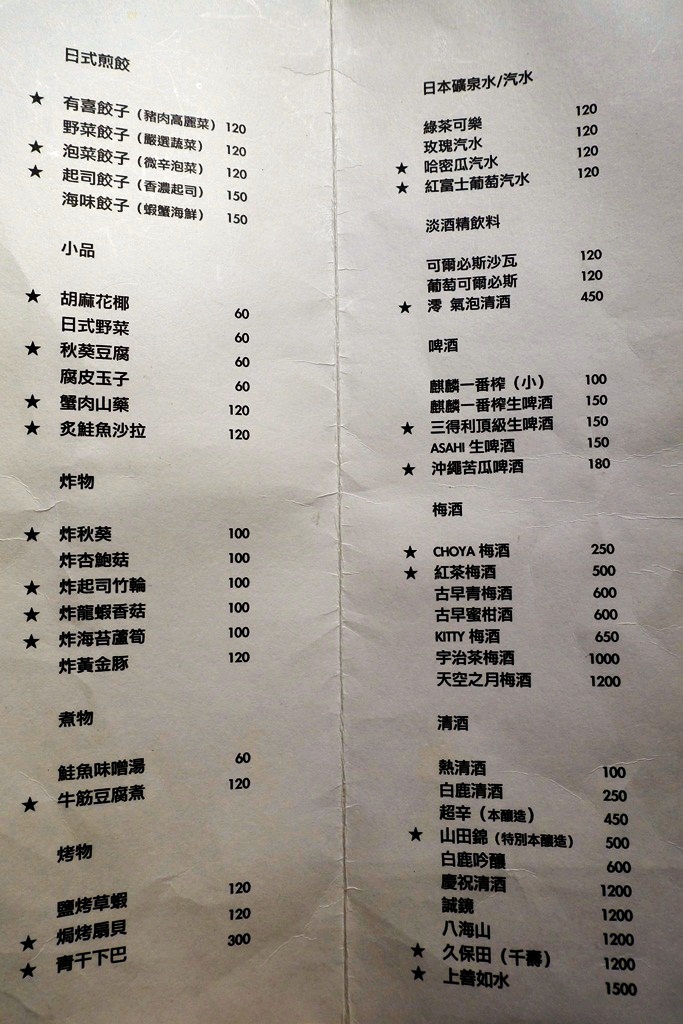 日式煎餃
★ 有喜餃子（豬肉高麗菜） 120
野菜餃子（嚴選蔬菜） 120
★ 泡菜餃子（微辛泡菜） 120
★ 起司餃子（香濃起司） 150
海味餃子（蝦蟹海鮮） 150
小品
★ 胡麻花椰 60
日式野菜 60
★ 秋葵豆腐 60
腐皮玉子 60
★ 蟹肉山藥 120
★ 炙鮭魚沙拉 120
炸物
★ 炸秋葵 100
炸杏鮑菇 100
★ 炸起司竹輪 100
★ 炸龍蝦香菇 100
★ 炸海苔蘆筍 100
炸黃金豚 120
煮物
鮭魚味噌湯 60
★ 牛筋豆腐煮 120
烤物
鹽烤草蝦 120
★ 焗烤扇貝 120
★ 青干下巴 300
日本礦泉水/汽水
綠茶可樂 120
玫瑰汽水 120
★ 哈密瓜汽水 120
★ 紅富士葡萄汽水 120
淡酒精飲料
可爾必斯沙瓦 120
葡萄可爾必斯 120
★ 澪 氣泡清酒 450
啤酒
麒麟一番榨（小） 100
麒麟一番榨生啤酒 150
★ 三得利頂級生啤酒 150
ASAHI 生啤酒 150
★ 沖繩苦瓜啤酒 180
梅酒
★ CHOYA 梅酒 250
★ 紅茶梅酒 500
古早青梅酒 600
古早蜜柑酒 600
KITTY 梅酒 650
宇治茶梅酒 1000
天空之月梅酒 1200
清酒
熱清酒 100
白鹿清酒 250
超辛（本釀造） 450
★ 山田錦（特別本釀造） 500
白鹿吟釀 600
慶祝清酒 1200
誠鏡 1200
八海山 1200
★ 久保田（千壽） 1200
★ 上善如水 1500